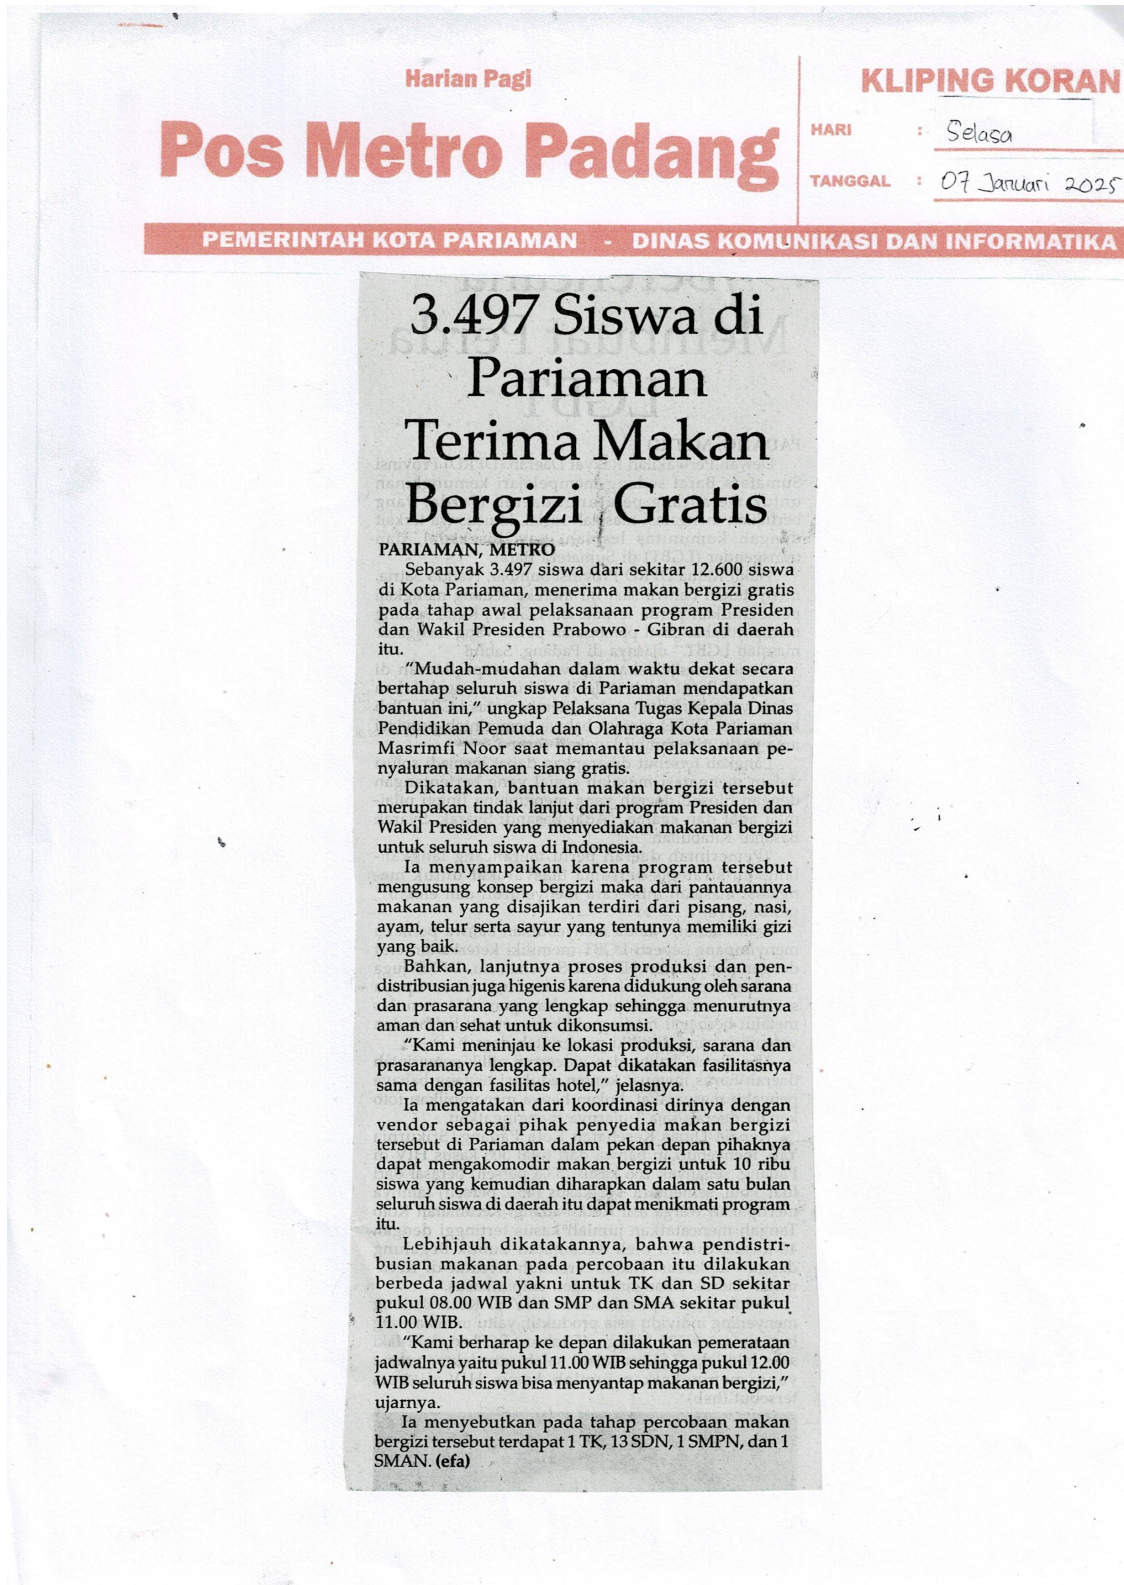 Harian Pagi
Pos Metro Padang
KLIPING KORAN
HARI : Selasa
TANGGAL : 07 Januari 2025
PEMERINTAH KOTA PARIAMAN - DINAS KOMUNIKASI DAN INFORMATIKA
3.497 Siswa di
Pariaman
Terima Makan
Bergizi Gratis
PARIAMAN, METRO
Sebanyak 3.497 siswa dari sekitar 12.600 siswa
di Kota Pariaman, menerima makan bergizi gratis
pada tahap awal pelaksanaan program Presiden
dan Wakil Presiden Prabowo - Gibran di daerah
itu.
“Mudah-mudahan dalam waktu dekat secara
bertahap seluruh siswa di Pariaman mendapatkan
bantuan ini,” ungkap Pelaksana Tugas Kepala Dinas
Pendidikan Pemuda dan Olahraga Kota Pariaman
Masrimfi Noor saat memantau pelaksanaan pe-
nyaluran makanan siang gratis.
Dikatakan, bantuan makan bergizi tersebut
merupakan tindak lanjut dari program Presiden dan
Wakil Presiden yang menyediakan makanan bergizi
untuk seluruh siswa di Indonesia.
Ia menyampaikan karena program tersebut
mengusung konsep bergizi maka dari pantauannya
makanan yang disajikan terdiri dari pisang, nasi,
ayam, telur serta sayur yang tentunya memiliki gizi
yang baik.
Bahkan, lanjutnya proses produksi dan pen-
distribusian juga higenis karena didukung oleh sarana
dan prasarana yang lengkap sehingga menurutnya
aman dan sehat untuk dikonsumsi.
“Kami meninjau ke lokasi produksi, sarana dan
prasarananya lengkap. Dapat dikatakan fasilitasnya
sama dengan fasilitas hotel,” jelasnya.
Ia mengatakan dari koordinasi dirinya dengan
vendor sebagai pihak penyedia makan bergizi
tersebut di Pariaman dalam pekan depan pihaknya
dapat mengakomodir makan bergizi untuk 10 ribu
siswa yang kemudian diharapkan dalam satu bulan
seluruh siswa di daerah itu dapat menikmati program
itu.
Lebihjauh dikatakannya, bahwa pendistri-
busian makanan pada percobaan itu dilakukan
berbeda jadwal yakni untuk TK dan SD sekitar
pukul 08.00 WIB dan SMP dan SMA sekitar pukul
11.00 WIB.
“Kami berharap ke depan dilakukan pemerataan
jadwalnya yaitu pukul 11.00 WIB sehingga pukul 12.00
WIB seluruh siswa bisa menyantap makanan bergizi,”
ujarnya.
Ia menyebutkan pada tahap percobaan makan
bergizi tersebut terdapat 1 TK, 13 SDN, 1 SMPN, dan 1
SMAN. (efa)